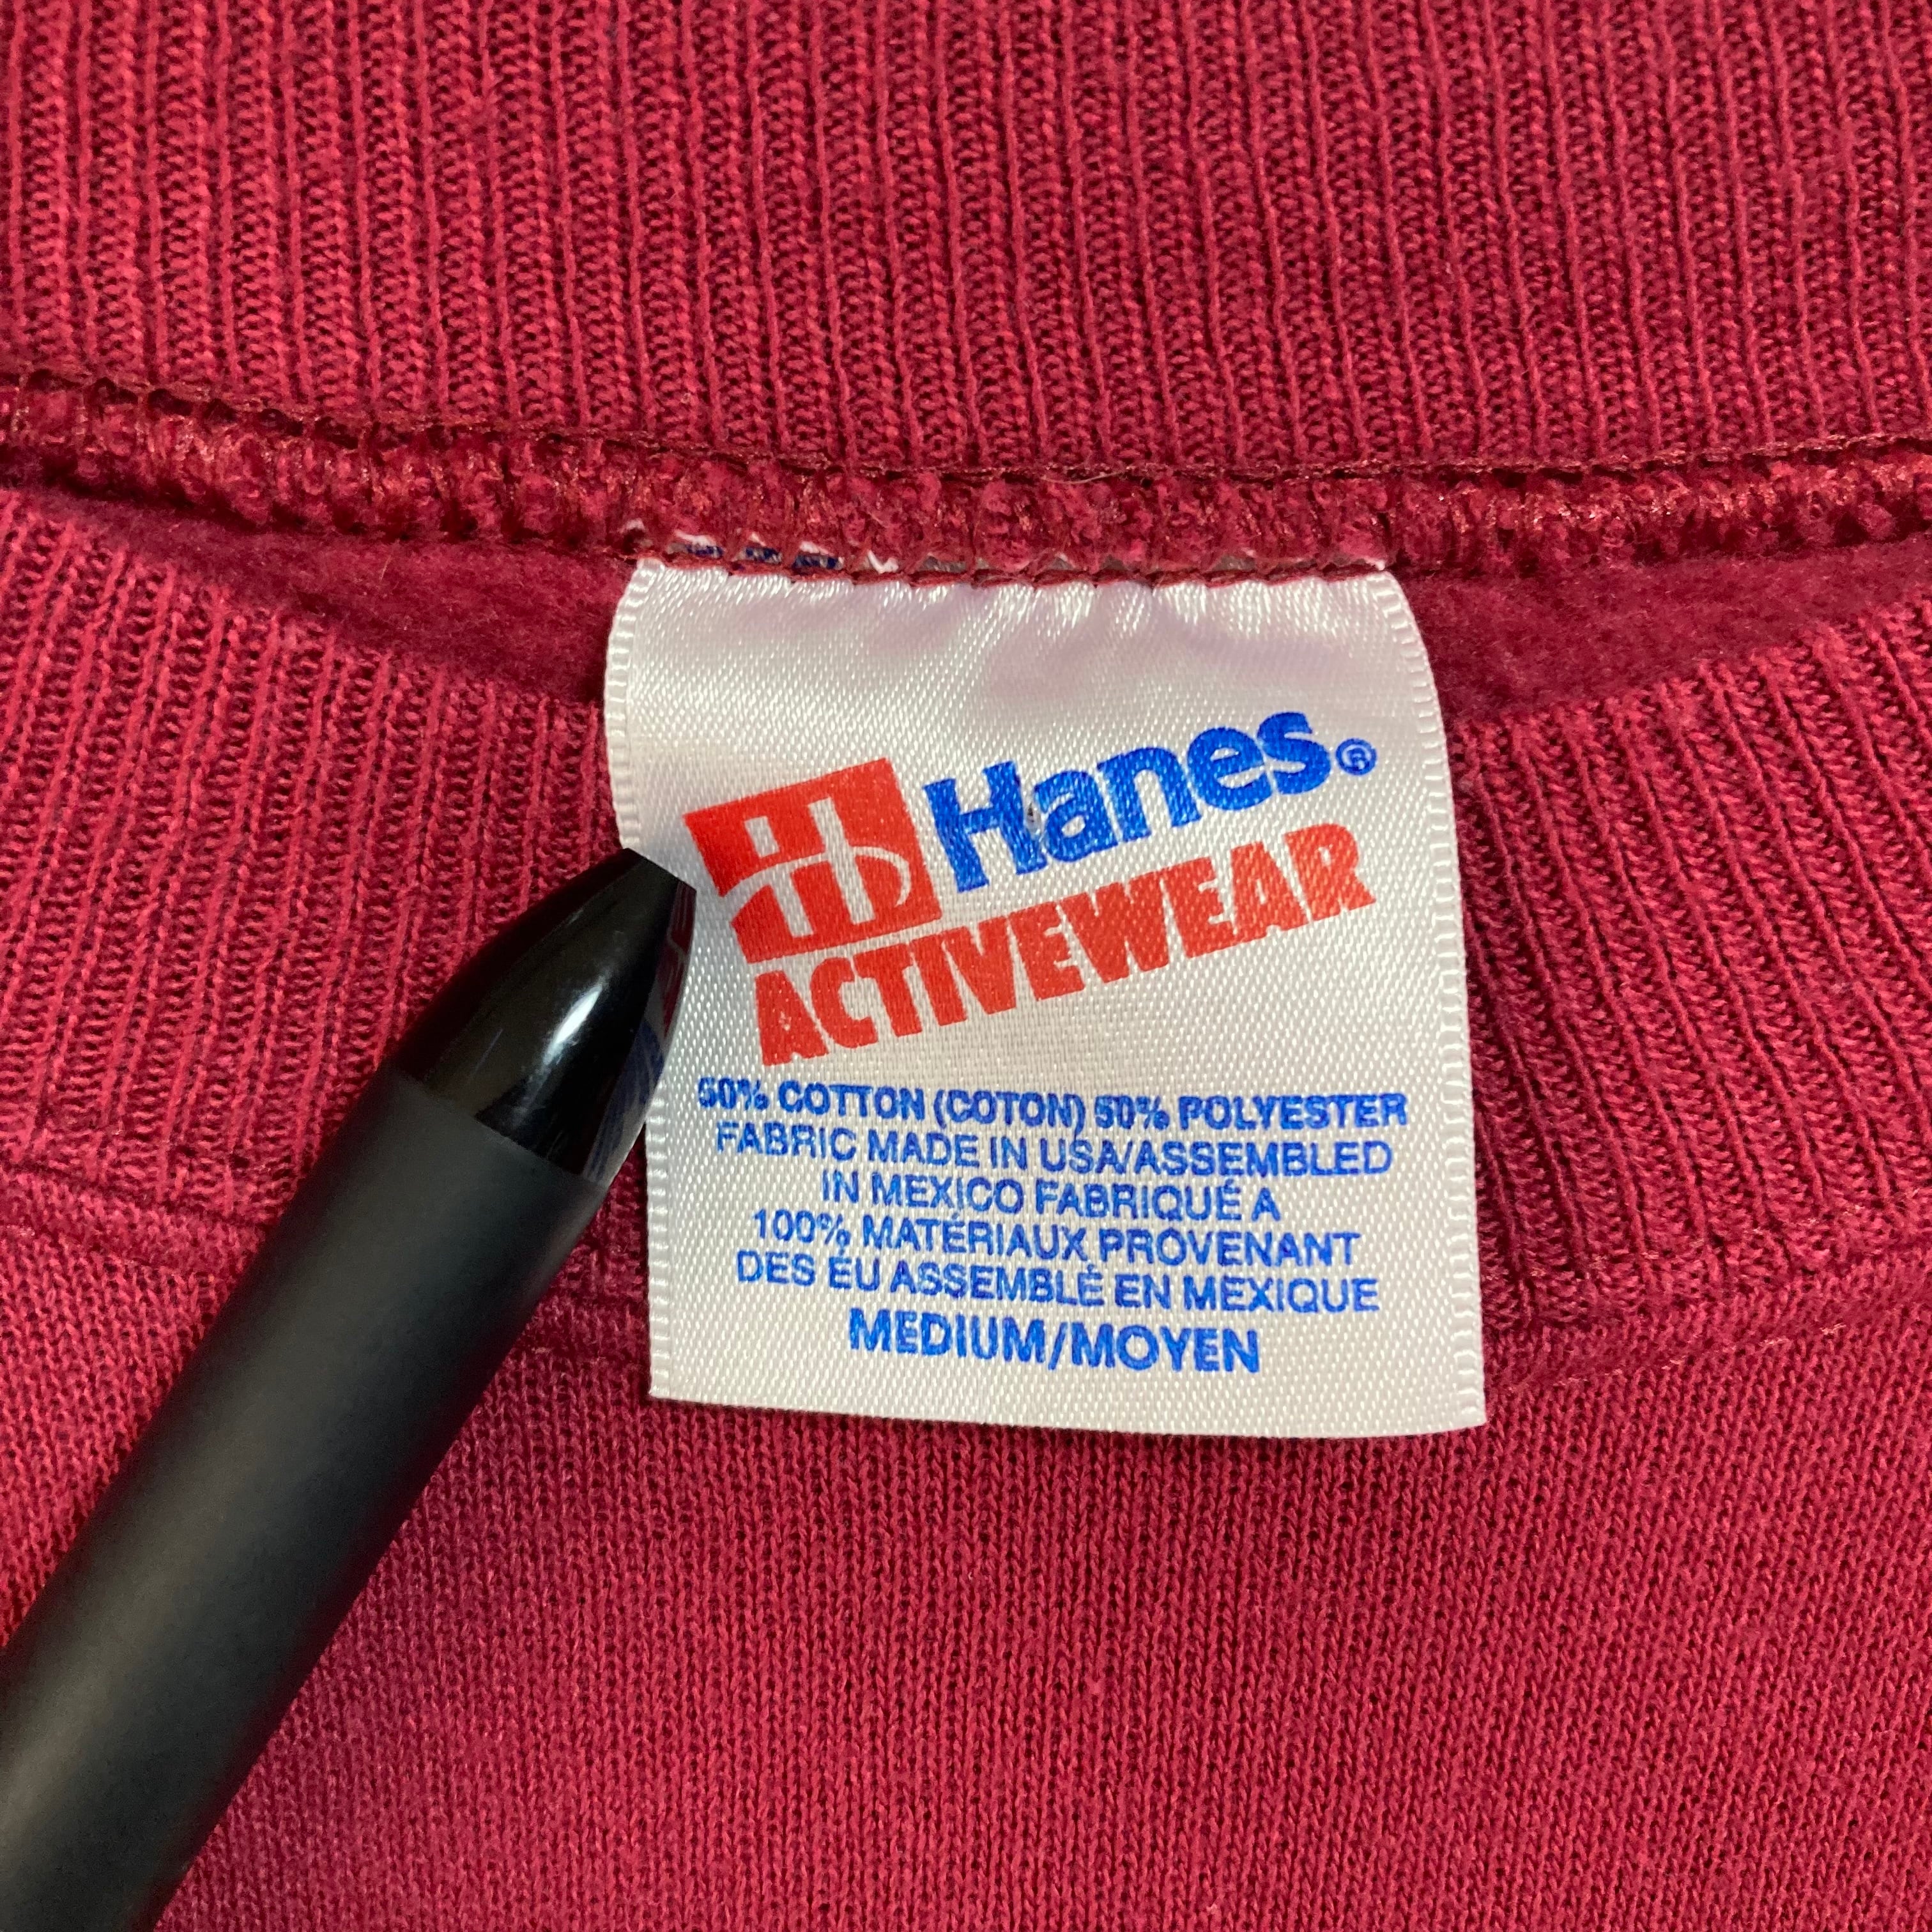 Hanes®
ACTIVEWEAR
50% COTTON (COTON) 50% POLYESTER
FABRIC MADE IN USA/ASSEMBLED
IN MEXICO FABRIQUÉ A
100% MATÉRIAUX PROVENANT
DES ÉU ASSEMBLÉ EN MEXIQUE
MEDIUM/MOYEN